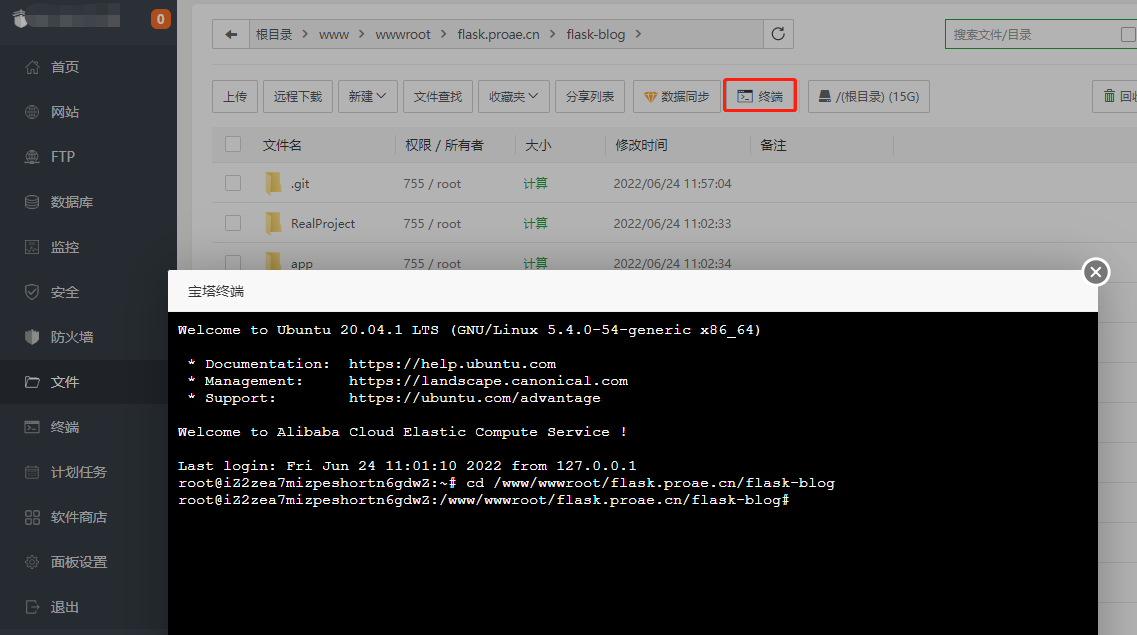 0
首页
网站
FTP
数据库
监控
安全
防火墙
文件
终端
计划任务
软件商店
面板设置
退出
根目录 > www > wwwroot > flask.proae.cn > flask-blog >
搜索文件/目录
上传 远程下载 新建 文件查找 收藏夹 分享列表 数据同步 终端 /(根目录) (15G)
文件名 权限 / 所有者 大小 修改时间 备注
.git 755 / root 计算 2022/06/24 11:57:04
RealProject 755 / root 计算 2022/06/24 11:02:33
app 755 / root 计算 2022/06/24 11:02:34
宝塔终端
Welcome to Ubuntu 20.04.1 LTS (GNU/Linux 5.4.0-54-generic x86_64)
* Documentation: https://help.ubuntu.com
* Management: https://landscape.canonical.com
* Support: https://ubuntu.com/advantage
Welcome to Alibaba Cloud Elastic Compute Service !
Last login: Fri Jun 24 11:01:10 2022 from 127.0.0.1
root@iZ2zea7mizpeshortn6gdwZ:~# cd /www/wwwroot/flask.proae.cn/flask-blog
root@iZ2zea7mizpeshortn6gdwZ:/www/wwwroot/flask.proae.cn/flask-blog#